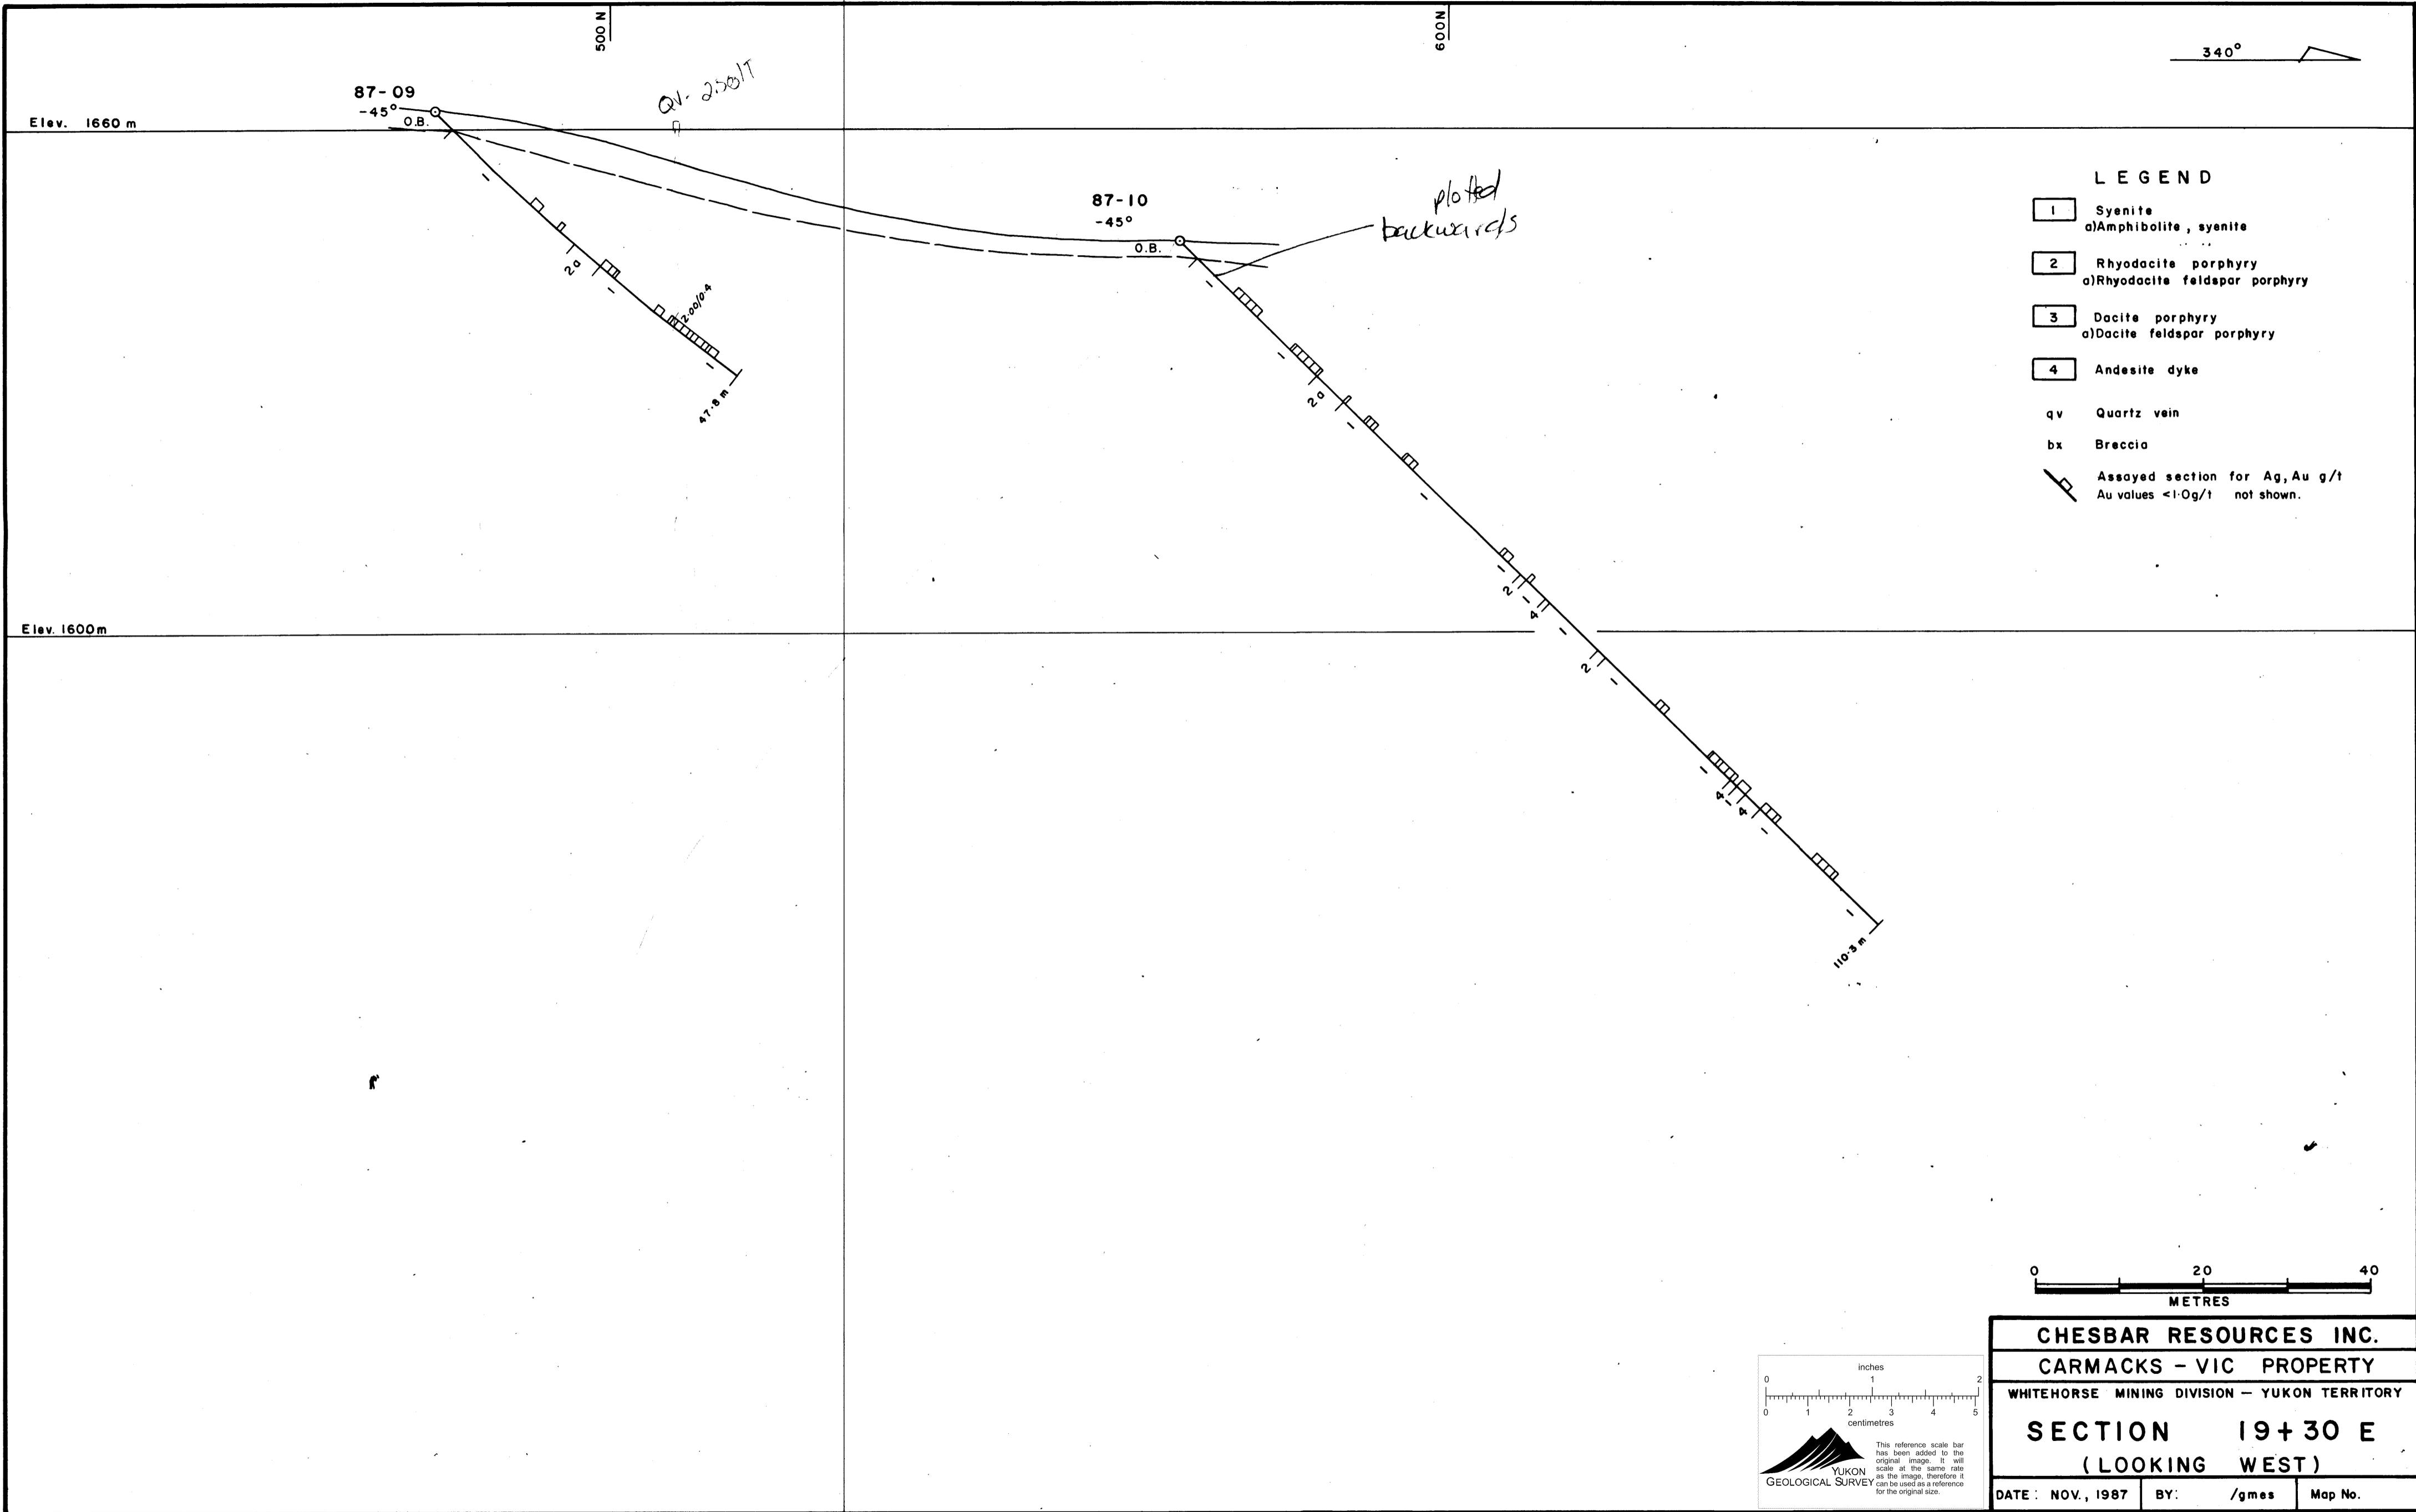 500 N
600 N
340°
87-09
-45°
O.B.
Elev. 1660 m
87-10
-45°
O.B.
plotted
backwards
2a
2.00/0.4
47.8 m
2a
2
4
Elev. 1600m
2
4
4
110.3 m
LEGEND
1 Syenite
a)Amphibolite, syenite
2 Rhyodacite porphyry
a)Rhyodacite feldspar porphyry
3 Dacite porphyry
a)Dacite feldspar porphyry
4 Andesite dyke
qv Quartz vein
bx Breccia
Assayed section for Ag, Au g/t
Au values <1.0g/t not shown.
0 20 40
METRES
inches
0 1 2
0 1 2 3 4 5
centimetres
YUKON
GEOLOGICAL SURVEY
This reference scale bar
has been added to the
original image. It will
scale at the same rate
as the image, therefore it
can be used as a reference
for the original size.
CHESBAR RESOURCES INC.
CARMACKS - VIC PROPERTY
WHITEHORSE MINING DIVISION - YUKON TERRITORY
SECTION 19+30 E
(LOOKING WEST)
DATE: NOV., 1987 BY: /gmes Map No.